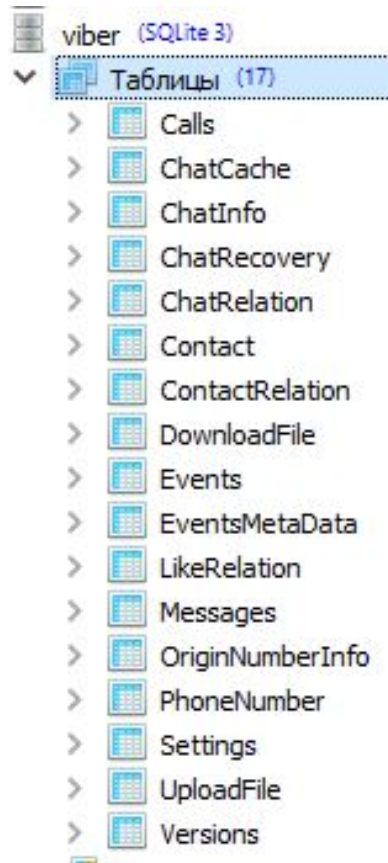 viber (SQLite 3)
Таблицы (17)
Calls
ChatCache
ChatInfo
ChatRecovery
ChatRelation
Contact
ContactRelation
DownloadFile
Events
EventsMetaData
LikeRelation
Messages
OriginNumberInfo
PhoneNumber
Settings
UploadFile
Versions